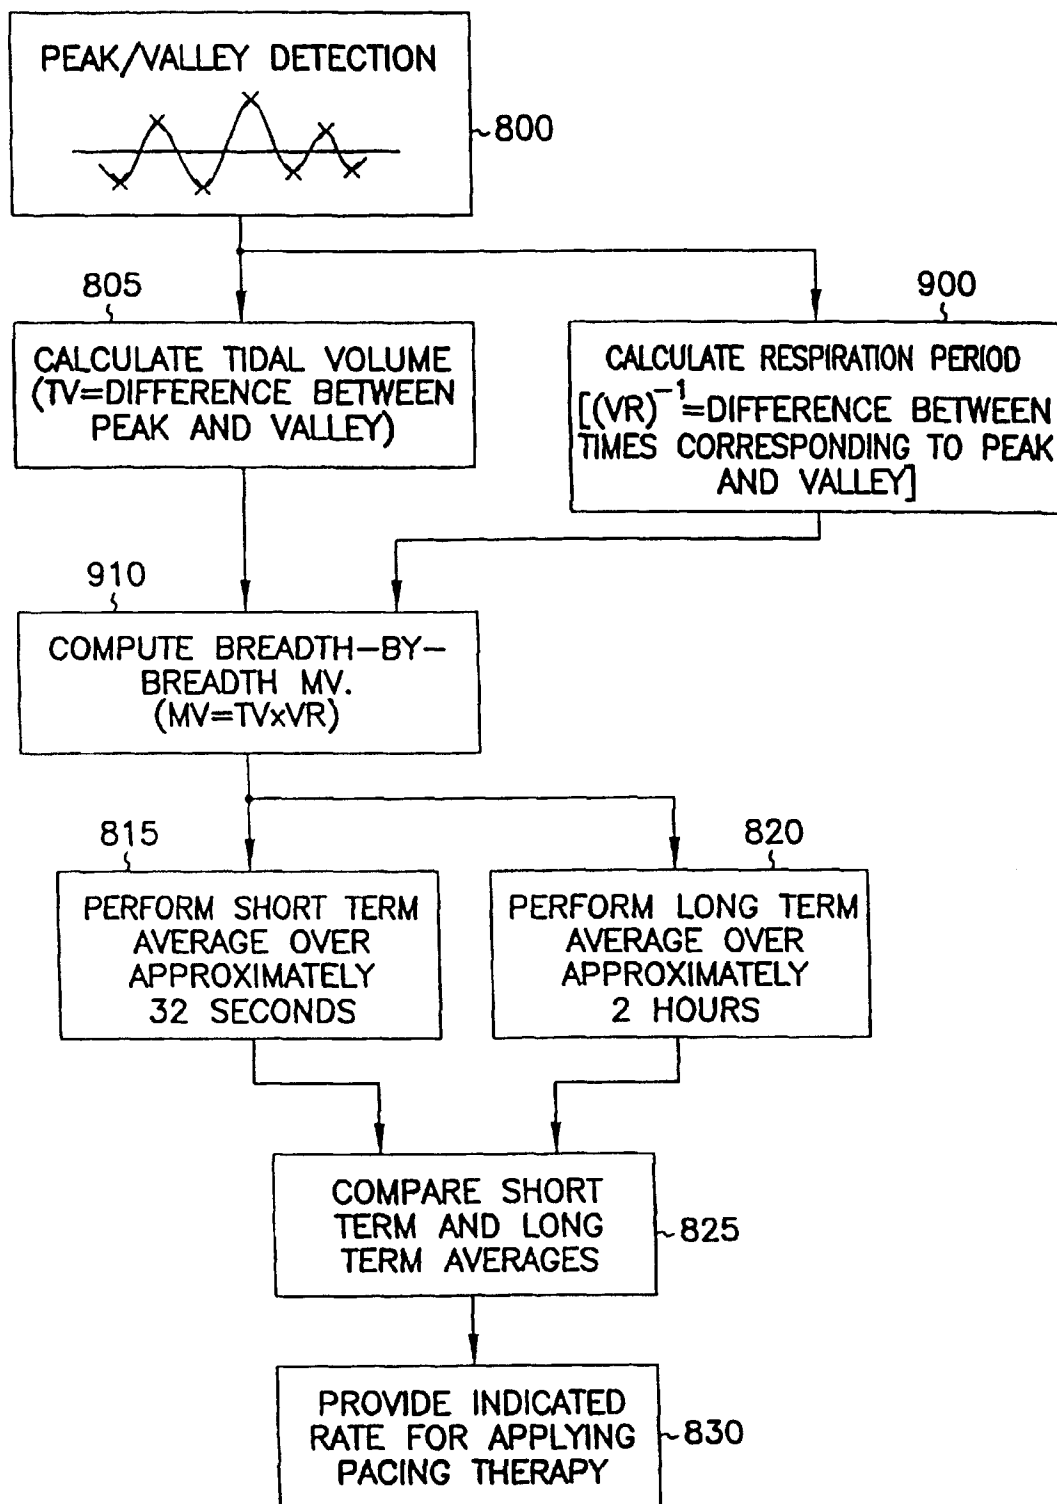 PEAK/VALLEY DETECTION
800
805
CALCULATE TIDAL VOLUME
(TV=DIFFERENCE BETWEEN
PEAK AND VALLEY)
900
CALCULATE RESPIRATION PERIOD
[(VR)⁻¹=DIFFERENCE BETWEEN
TIMES CORRESPONDING TO PEAK
AND VALLEY]
910
COMPUTE BREADTH-BY-
BREADTH MV.
(MV=TVxVR)
815
PERFORM SHORT TERM
AVERAGE OVER
APPROXIMATELY
32 SECONDS
820
PERFORM LONG TERM
AVERAGE OVER
APPROXIMATELY
2 HOURS
COMPARE SHORT
TERM AND LONG
TERM AVERAGES
825
PROVIDE INDICATED
RATE FOR APPLYING
PACING THERAPY
830